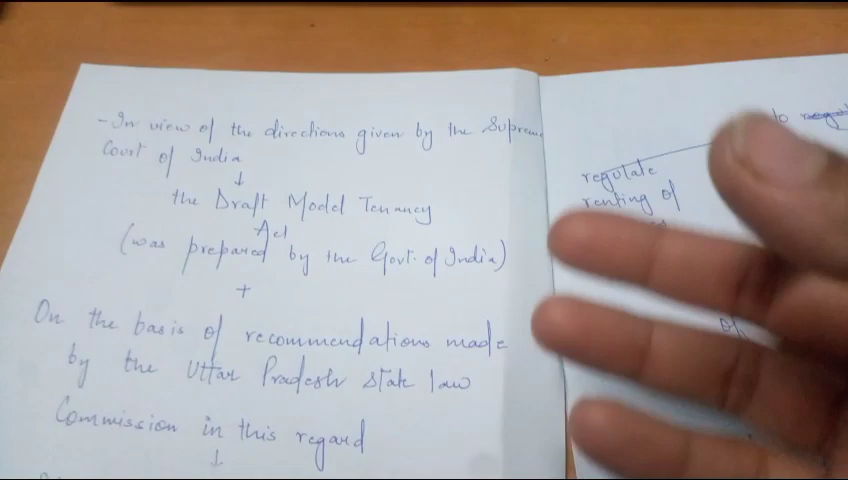 - In view of the directions given by the Supreme
Court of India
↓
the Draft Model Tenancy
Act
(was prepared by the Govt. of India)
+
On the basis of recommendations made
by the Uttar Pradesh State law
Commission in this regard
↓
to
regulate
renting of